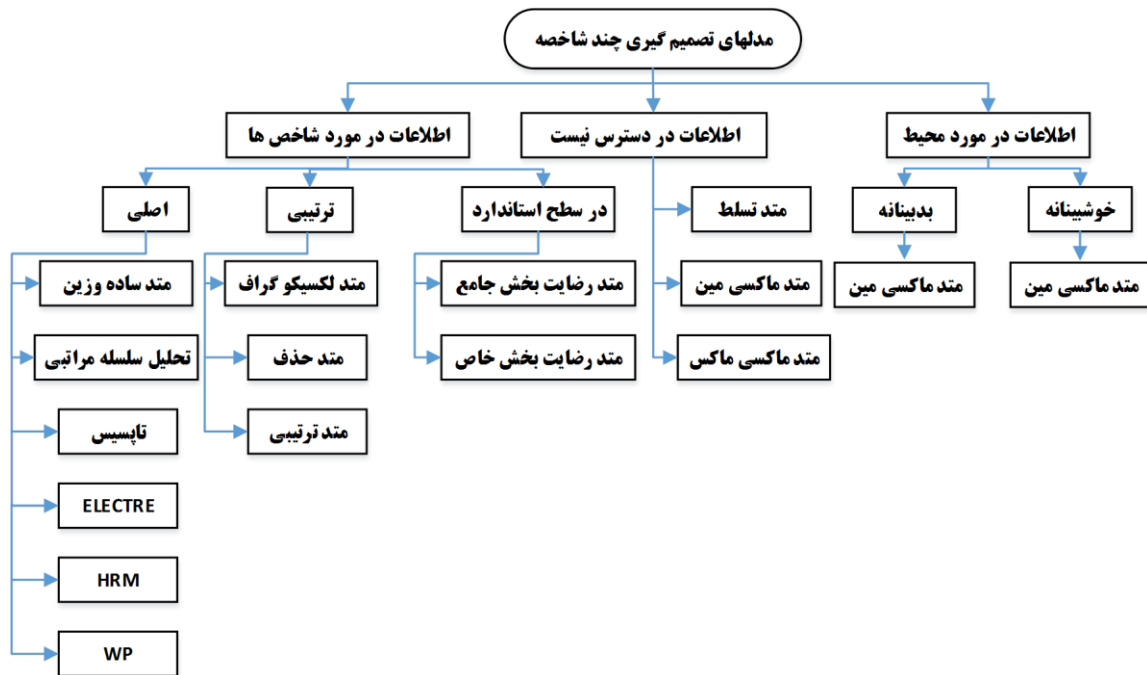 مدلهای تصمیم گیری چند شاخصه
اطلاعات در مورد محیط
اطلاعات در دسترس نیست
اطلاعات در مورد شاخص ها
خوشبینانه
بدبینانه
متد تسلط
در سطح استاندارد
ترتیبی
اصلی
متد ماکسی مین
متد ماکسی مین
متد ماکسی مین
متد رضایت بخش جامع
متد لکسیکو گراف
متد ساده وزین
متد ماکسی ماکس
متد رضایت بخش خاص
متد حذف
تحلیل سلسله مراتبی
متد ترتیبی
تاپسیس
ELECTRE
HRM
WP